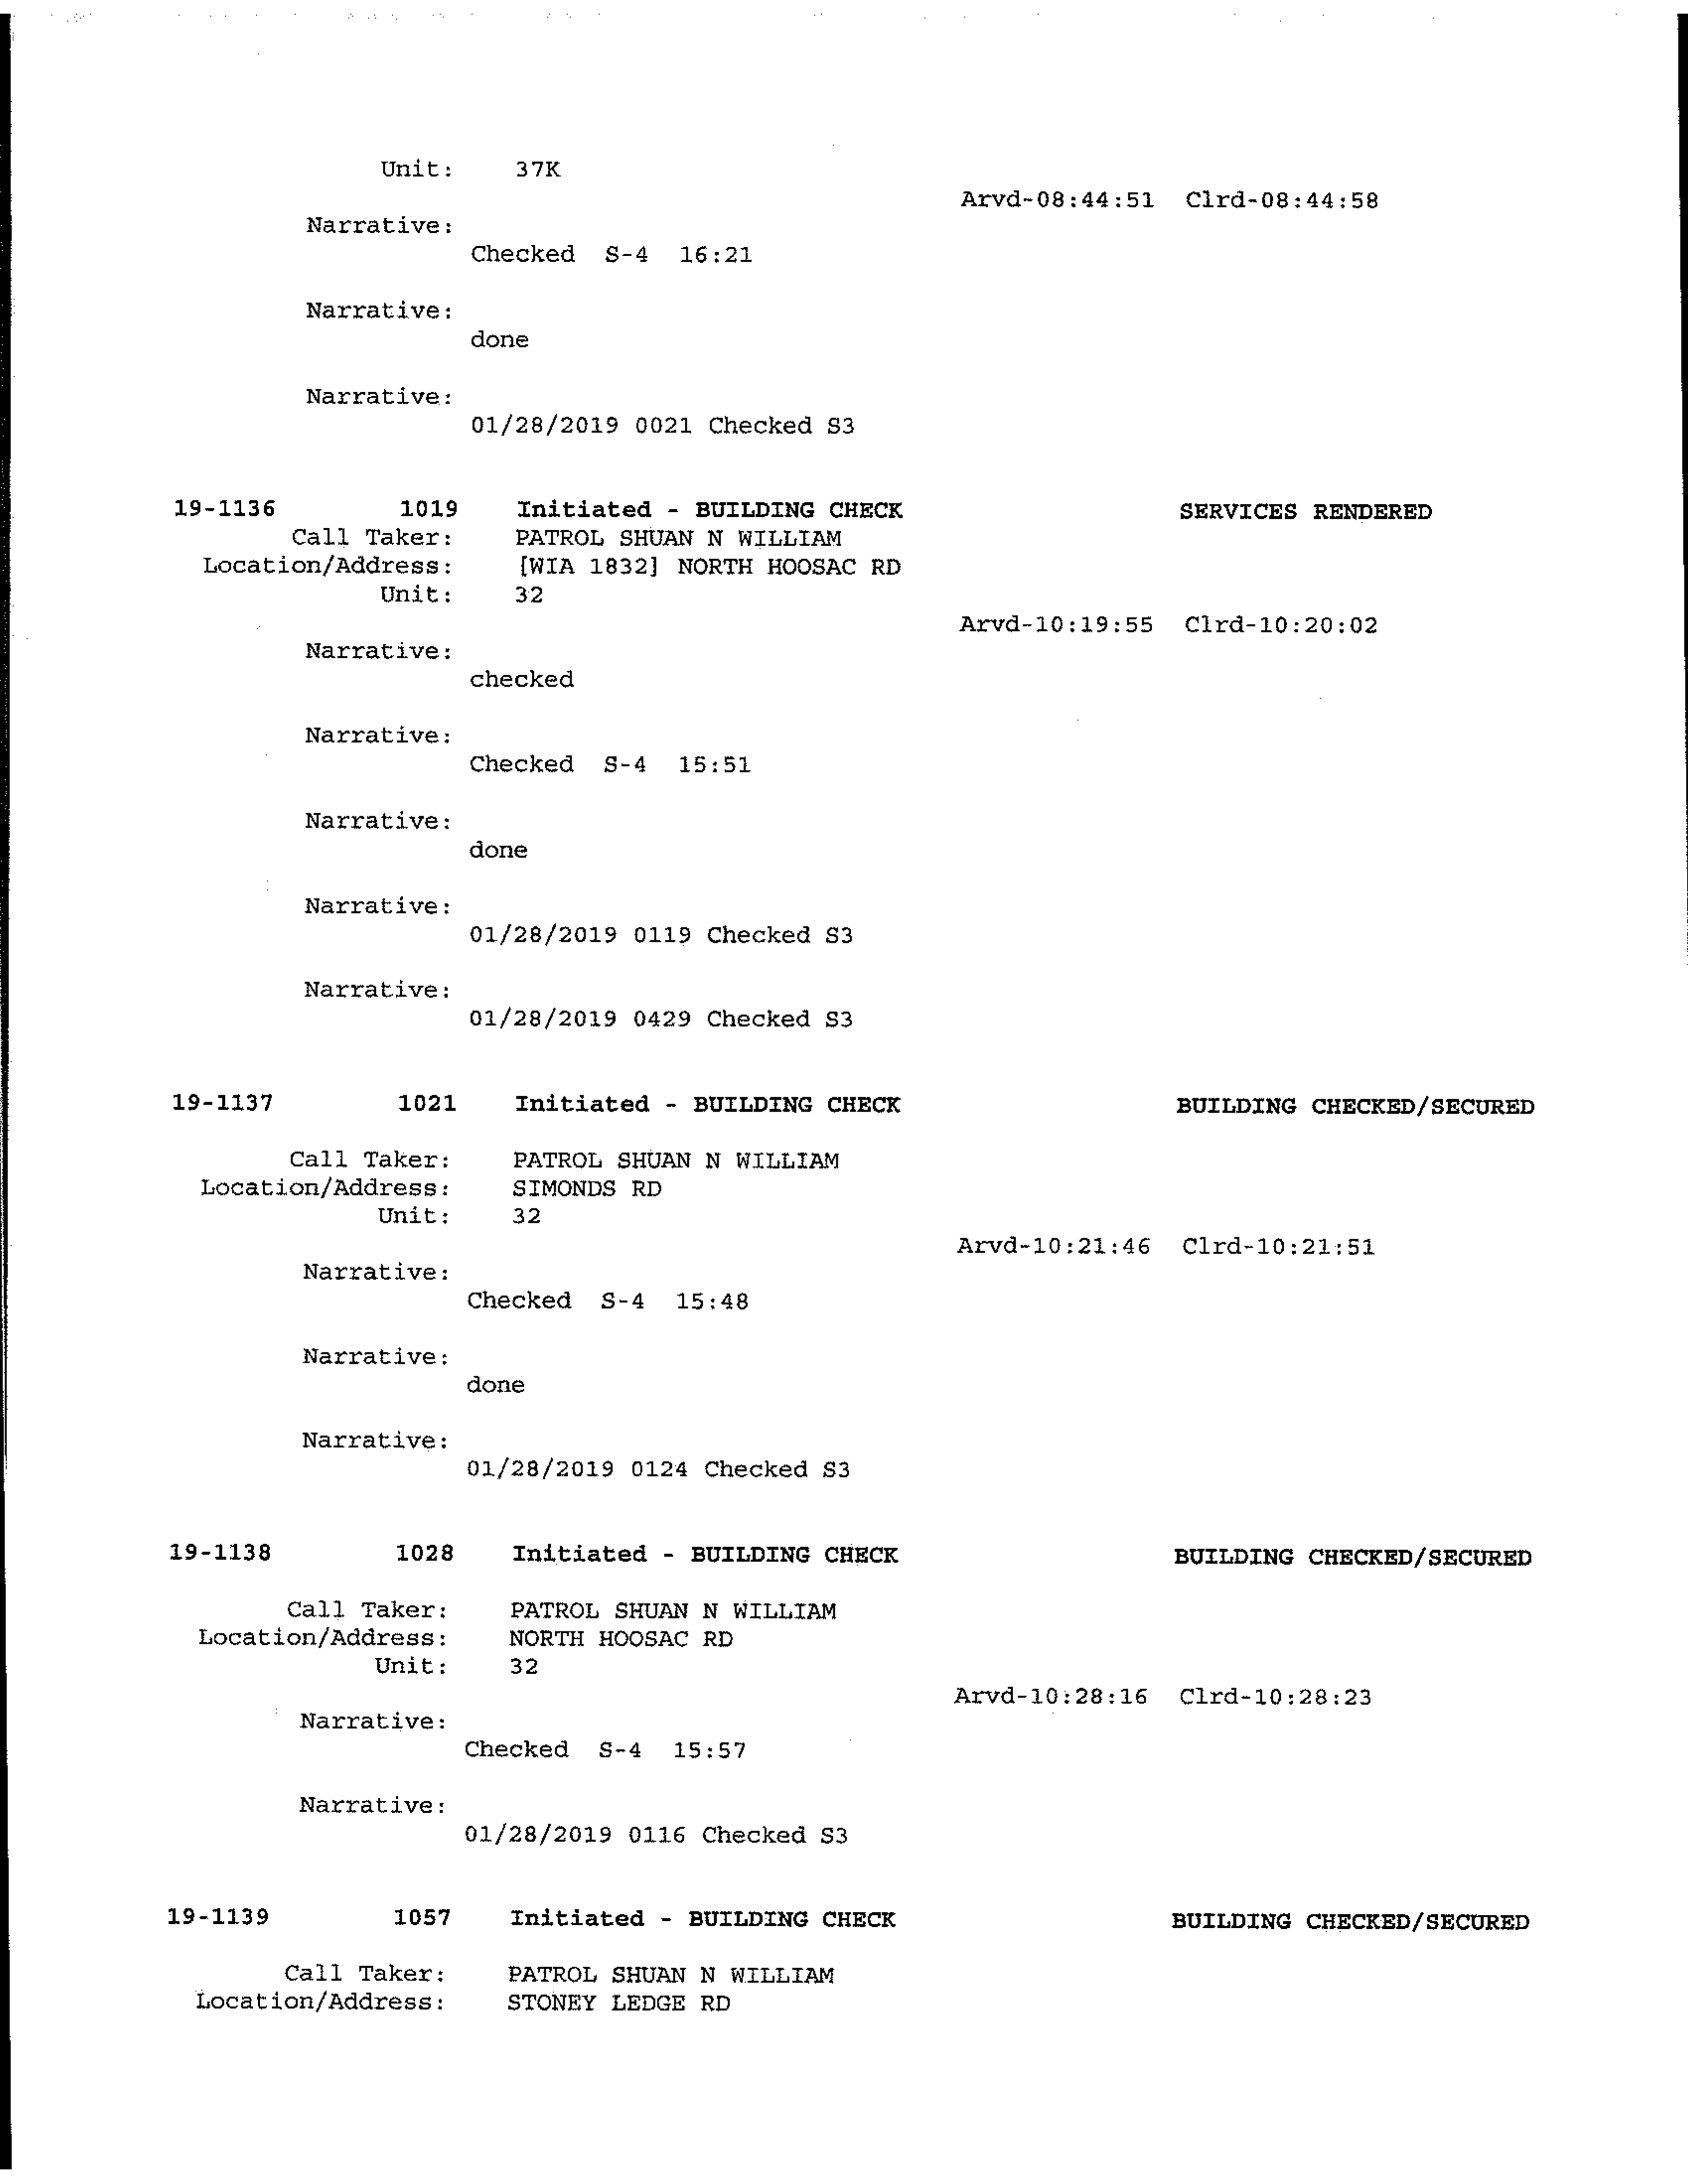 Unit: 37K
Arvd-08:44:51 Clrd-08:44:58
Narrative:
Checked S-4 16:21
Narrative:
done
Narrative:
01/28/2019 0021 Checked S3
19-1136 1019 Initiated - BUILDING CHECK SERVICES RENDERED
Call Taker: PATROL SHUAN N WILLIAM
Location/Address: [WIA 1832] NORTH HOOSAC RD
Unit: 32
Arvd-10:19:55 Clrd-10:20:02
Narrative:
checked
Narrative:
Checked S-4 15:51
Narrative:
done
Narrative:
01/28/2019 0119 Checked S3
Narrative:
01/28/2019 0429 Checked S3
19-1137 1021 Initiated - BUILDING CHECK BUILDING CHECKED/SECURED
Call Taker: PATROL SHUAN N WILLIAM
Location/Address: SIMONDS RD
Unit: 32
Arvd-10:21:46 Clrd-10:21:51
Narrative:
Checked S-4 15:48
Narrative:
done
Narrative:
01/28/2019 0124 Checked S3
19-1138 1028 Initiated - BUILDING CHECK BUILDING CHECKED/SECURED
Call Taker: PATROL SHUAN N WILLIAM
Location/Address: NORTH HOOSAC RD
Unit: 32
Arvd-10:28:16 Clrd-10:28:23
Narrative:
Checked S-4 15:57
Narrative:
01/28/2019 0116 Checked S3
19-1139 1057 Initiated - BUILDING CHECK BUILDING CHECKED/SECURED
Call Taker: PATROL SHUAN N WILLIAM
Location/Address: STONEY LEDGE RD